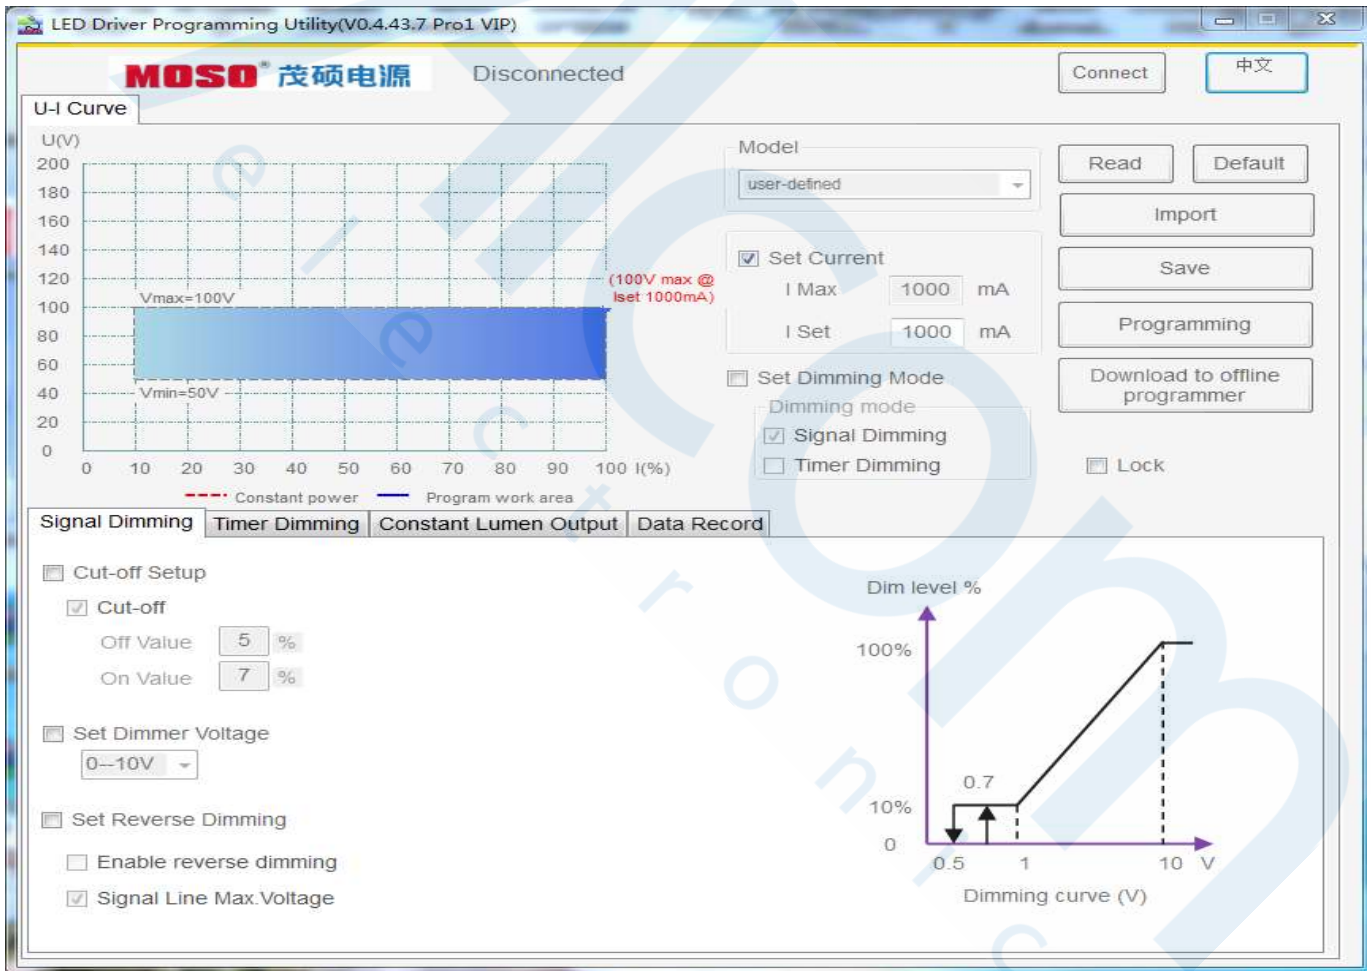 LED Driver Programming Utility(V0.4.43.7 Pro1 VIP)
MOSO® 茂硕电源
Disconnected
Connect
中文
U-I Curve
U(V)
200
180
160
140
120
100
80
60
40
20
0
Vmax=100V
Vmin=50V
(100V max @
Iset 1000mA)
0 10 20 30 40 50 60 70 80 90 100 I(%)
Constant power
Program work area
Model
user-defined
Set Current
I Max 1000 mA
I Set 1000 mA
Set Dimming Mode
Dimming mode
Signal Dimming
Timer Dimming
Read
Default
Import
Save
Programming
Download to offline
programmer
Lock
Signal Dimming
Timer Dimming
Constant Lumen Output
Data Record
Cut-off Setup
Cut-off
Off Value 5 %
On Value 7 %
Set Dimmer Voltage
0--10V
Set Reverse Dimming
Enable reverse dimming
Signal Line Max.Voltage
Dim level %
100%
0.7
10%
0
0.5 1 10 V
Dimming curve (V)